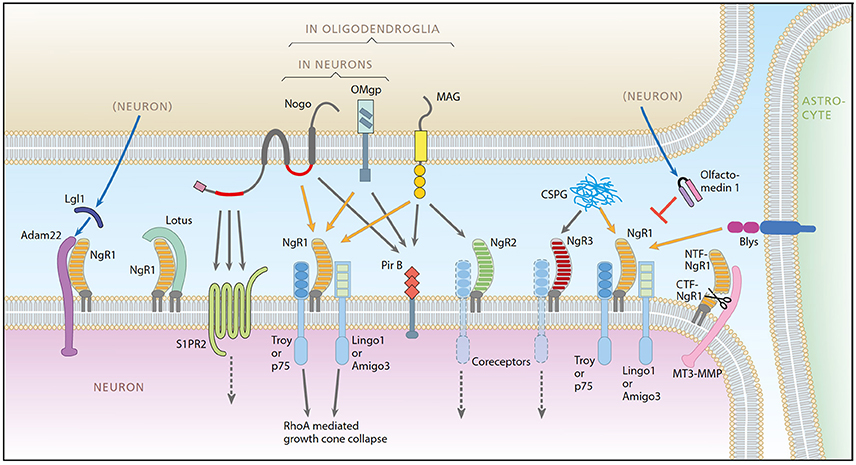 IN OLIGODENDROGLIA
IN NEURONS
Nogo
OMgp
MAG
(NEURON)
(NEURON)
ASTRO-
CYTE
Lgl1
Adam22
NgR1
Lotus
NgR1
S1PR2
NgR1
Pir B
NgR2
CSPG
NgR3
NgR1
Olfacto-
medin 1
Blys
NTF-
NgR1
CTF-
NgR1
MT3-MMP
Troy
or
p75
Lingo1
or
Amigo3
Coreceptors
Troy
or
p75
Lingo1
or
Amigo3
NEURON
RhoA mediated
growth cone collapse